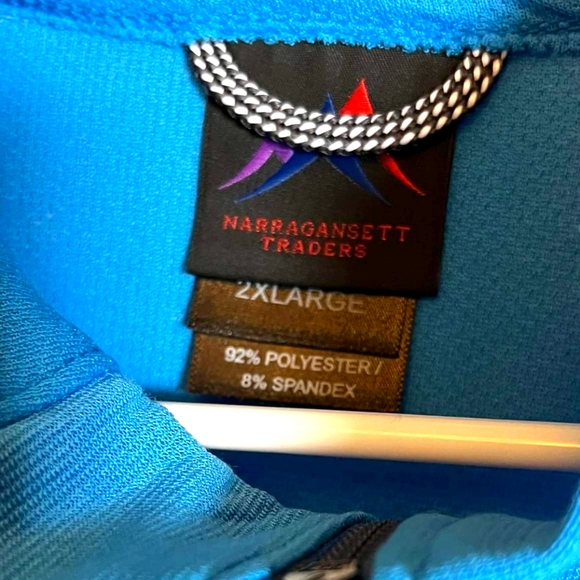 NARRAGANSETT
TRADERS
2XLARGE
92% POLYESTER/
8% SPANDEX